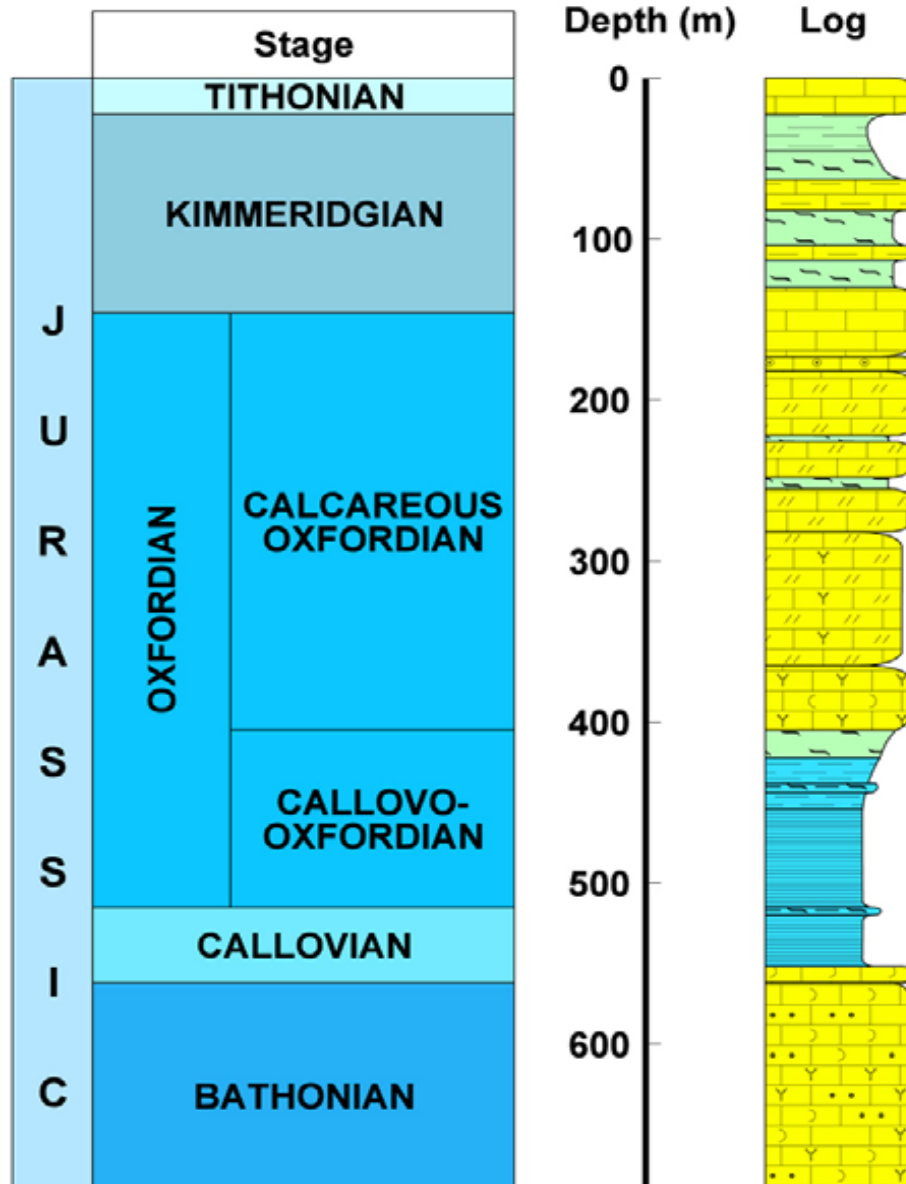 Stage
Depth (m)
Log
JURASSIC
TITHONIAN
KIMMERIDGIAN
OXFORDIAN
CALCAREOUS
OXFORDIAN
CALLOVO-
OXFORDIAN
CALLOVIAN
BATHONIAN
0
100
200
300
400
500
600